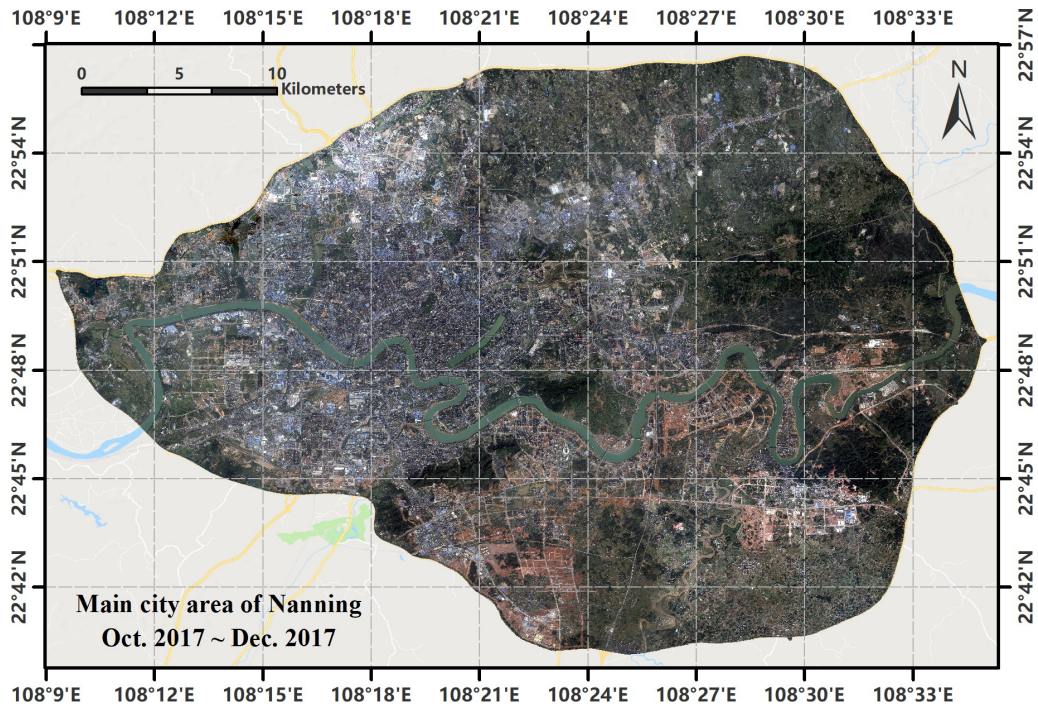 108°9'E 108°12'E 108°15'E 108°18'E 108°21'E 108°24'E 108°27'E 108°30'E 108°33'E
22°57'N
0 5 10
Kilometers
N
22°54'N 22°54'N
22°51'N 22°51'N
22°48'N 22°48'N
22°45'N 22°45'N
22°42'N 22°42'N
Main city area of Nanning
Oct. 2017 ~ Dec. 2017
108°9'E 108°12'E 108°15'E 108°18'E 108°21'E 108°24'E 108°27'E 108°30'E 108°33'E